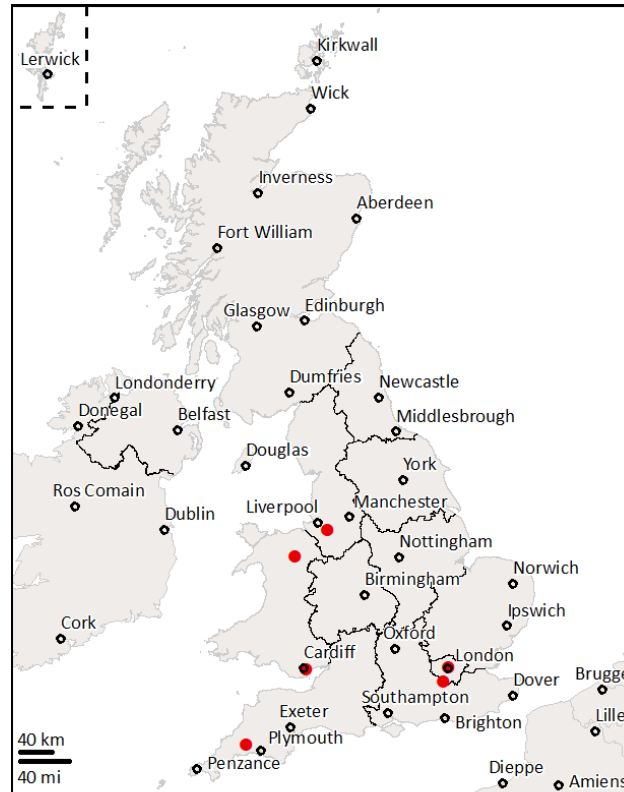 Kirkwall
Lerwick
Wick
Inverness
Aberdeen
Fort William
Glasgow
Edinburgh
Londonderry
Dumfries
Newcastle
Donegal
Belfast
Middlesbrough
Douglas
York
Ros Comain
Liverpool
Manchester
Dublin
Nottingham
Birmingham
Norwich
Cork
Ipswich
Oxford
Cardiff
London
Brugge
Dover
Southampton
Exeter
Brighton
Lille
40 km
Plymouth
Penzance
40 mi
Dieppe
Amiens